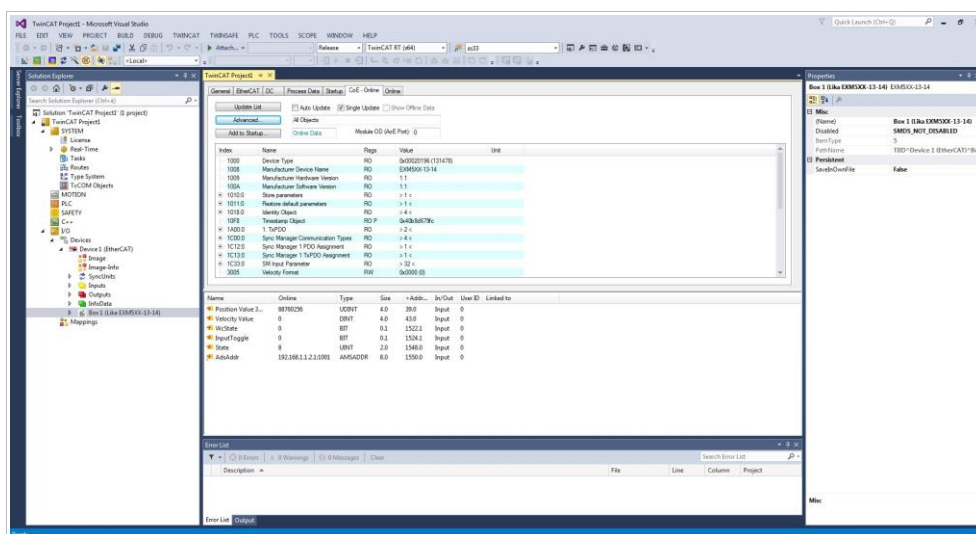 TwinCAT Project1 - Microsoft Visual Studio
Quick Launch (Ctrl+Q)
FILE EDIT VIEW PROJECT BUILD DEBUG TWINCAT TWINSAFE PLC TOOLS SCOPE WINDOW HELP
Attach... Release TwinCAT RT (x64) ec33
<Local>
Server Explorer
Toolbox
Solution Explorer
Search Solution Explorer (Ctrl+è)
Solution 'TwinCAT Project1' (1 project)
TwinCAT Project1
SYSTEM
License
Real-Time
Tasks
Routes
Type System
TcCOM Objects
MOTION
PLC
SAFETY
C++
I/O
Devices
Device 1 (EtherCAT)
Image
Image-Info
SyncUnits
Inputs
Outputs
InfoData
Box 1 (Lika EXM5XX-13-14)
Mappings
TwinCAT Project1
General EtherCAT DC Process Data Startup CoE - Online Online
Update List Auto Update Single Update Show Offline Data
Advanced... All Objects
Add to Startup... Online Data Module OD (AoE Port): 0
Index Name Flags Value Unit
1000 Device Type RO 0x00020196 (131478)
1008 Manufacturer Device Name RO EXM5XX-13-14
1009 Manufacturer Hardware Version RO 1.1
100A Manufacturer Software Version RO 1.1
1010:0 Store parameters RO > 1 <
1011:0 Restore default parameters RO > 1 <
1018:0 Identity Object RO > 4 <
10F8 Timestamp Object RO P
1A00:0 1. TxPDO RO > 2 <
1C00:0 Sync Manager Communication Types RO > 4 <
1C12:0 Sync Manager 1 PDO Assignment RO > 1 <
1C13:0 Sync Manager 1 TxPDO Assignment RO > 1 <
1C33:0 SM Input Parameter RO > 32 <
3005 Velocity Format RW 0x0000 (0)
Name Online Type Size >Addr... In/Out User ID Linked to
Position Value 3... 88766256 UDINT 4.0 39.0 Input 0
Velocity Value 0 DINT 4.0 43.0 Input 0
WcState 0 BIT 0.1 1522.1 Input 0
InputToggle 0 BIT 0.1 1524.1 Input 0
State 8 UINT 2.0 1548.0 Input 0
AdsAddr 192.168.1.1.2.1:1001 AMSADDR 8.0 1550.0 Input 0
Error List
0 Errors 0 Warnings 0 Messages Clear Search Error List
Description File Line Column Project
Error List Output
Properties
Box 1 (Lika EXM5XX-13-14) EXM5XX-13-14
Misc
(Name) Box 1 (Lika EXM5XX-13-14)
Disabled SMDS_NOT_DISABLED
ItemType 5
PathName TIID^Device 1 (EtherCAT)^B
Persistent
SaveInOwnFile False
Misc